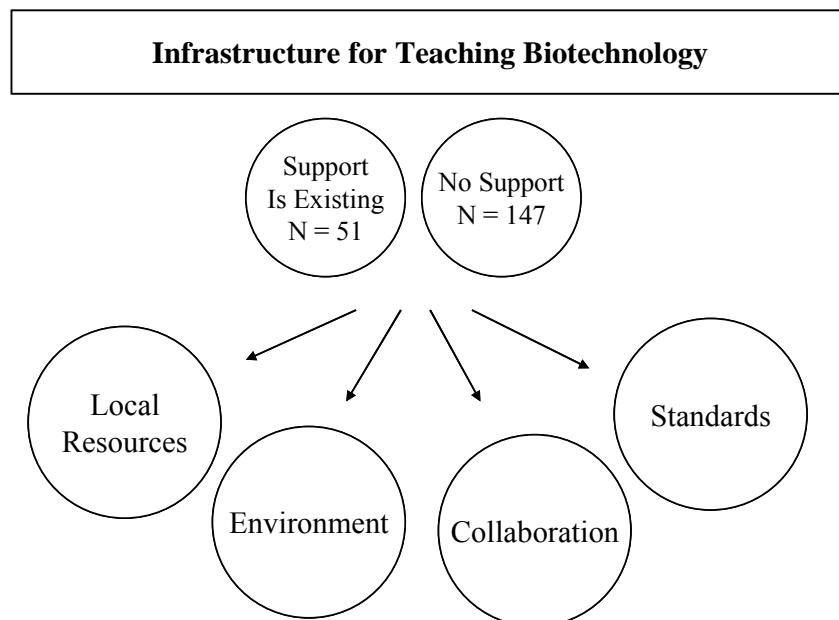 Infrastructure for Teaching Biotechnology
Support
Is Existing
N = 51
No Support
N = 147
Local
Resources
Environment
Collaboration
Standards